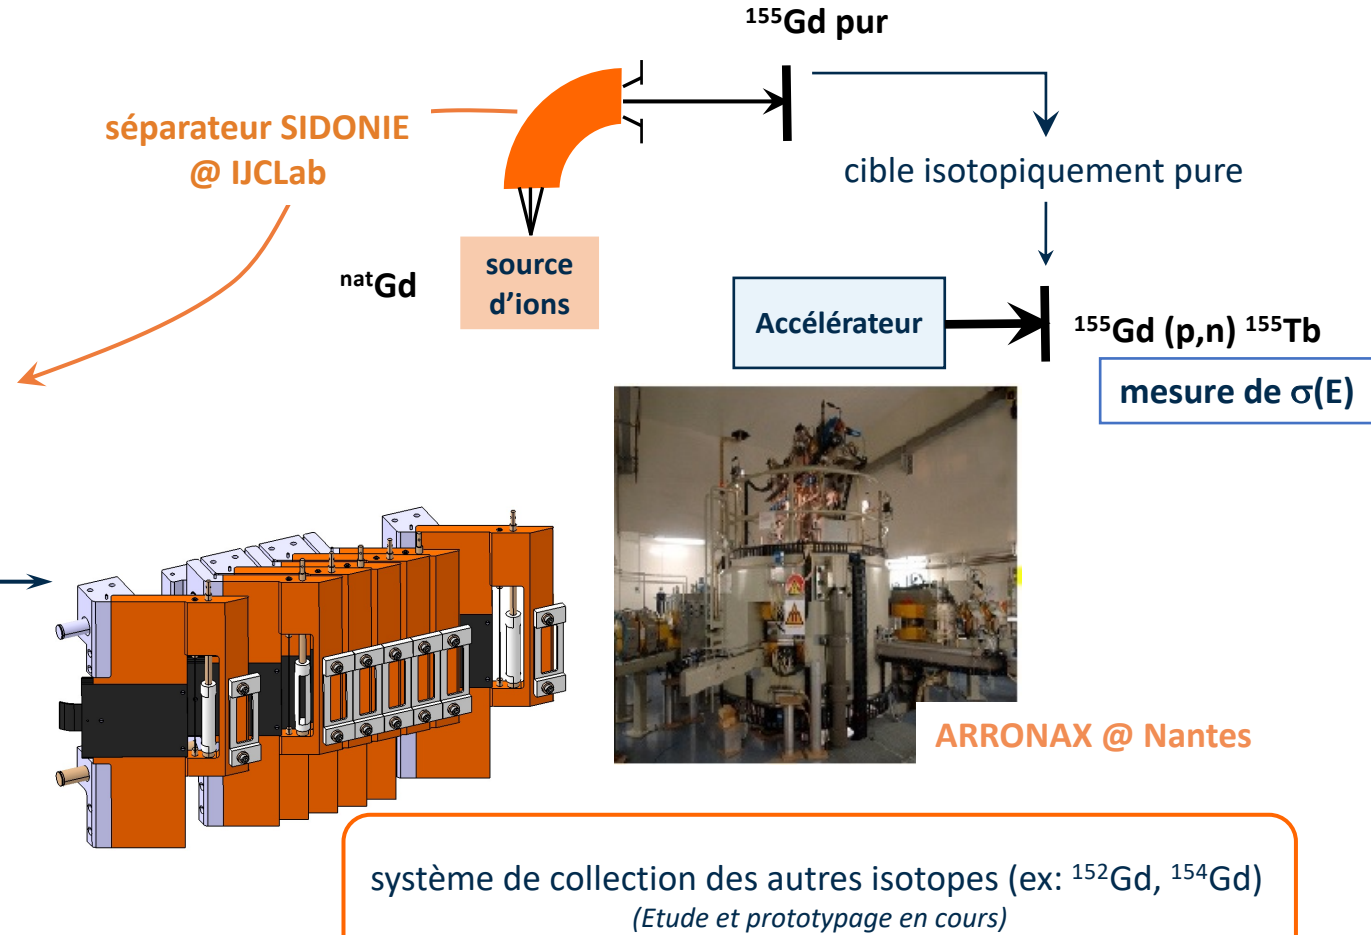 ¹⁵⁵Gd pur
séparateur SIDONIE
@ IJCLab
cible isotopiquement pure
ⁿᵃᵗGd
source
d’ions
Accélérateur
¹⁵⁵Gd (p,n) ¹⁵⁵Tb
mesure de σ(E)
ARRONAX @ Nantes
système de collection des autres isotopes (ex: ¹⁵²Gd, ¹⁵⁴Gd)
(Etude et prototypage en cours)